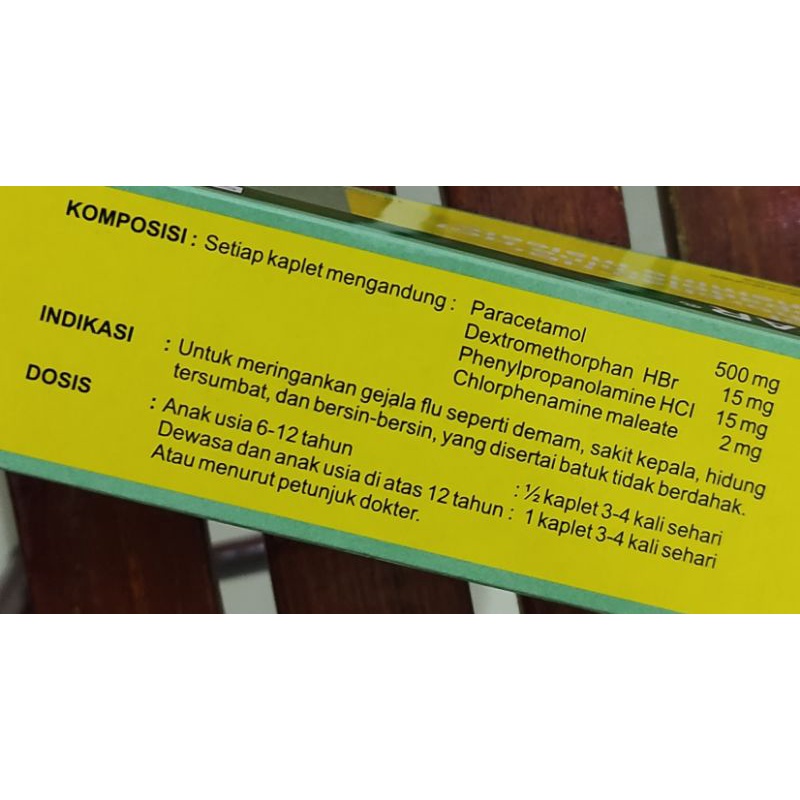 KOMPOSISI : Setiap kaplet mengandung : Paracetamol 500 mg
Dextromethorphan HBr 15 mg
Phenylpropanolamine HCl 15 mg
Chlorphenamine maleate 2 mg
INDIKASI : Untuk meringankan gejala flu seperti demam, sakit kepala, hidung
tersumbat, dan bersin-bersin, yang disertai batuk tidak berdahak.
DOSIS : Anak usia 6-12 tahun : ½ kaplet 3-4 kali sehari
Dewasa dan anak usia di atas 12 tahun : 1 kaplet 3-4 kali sehari
Atau menurut petunjuk dokter.